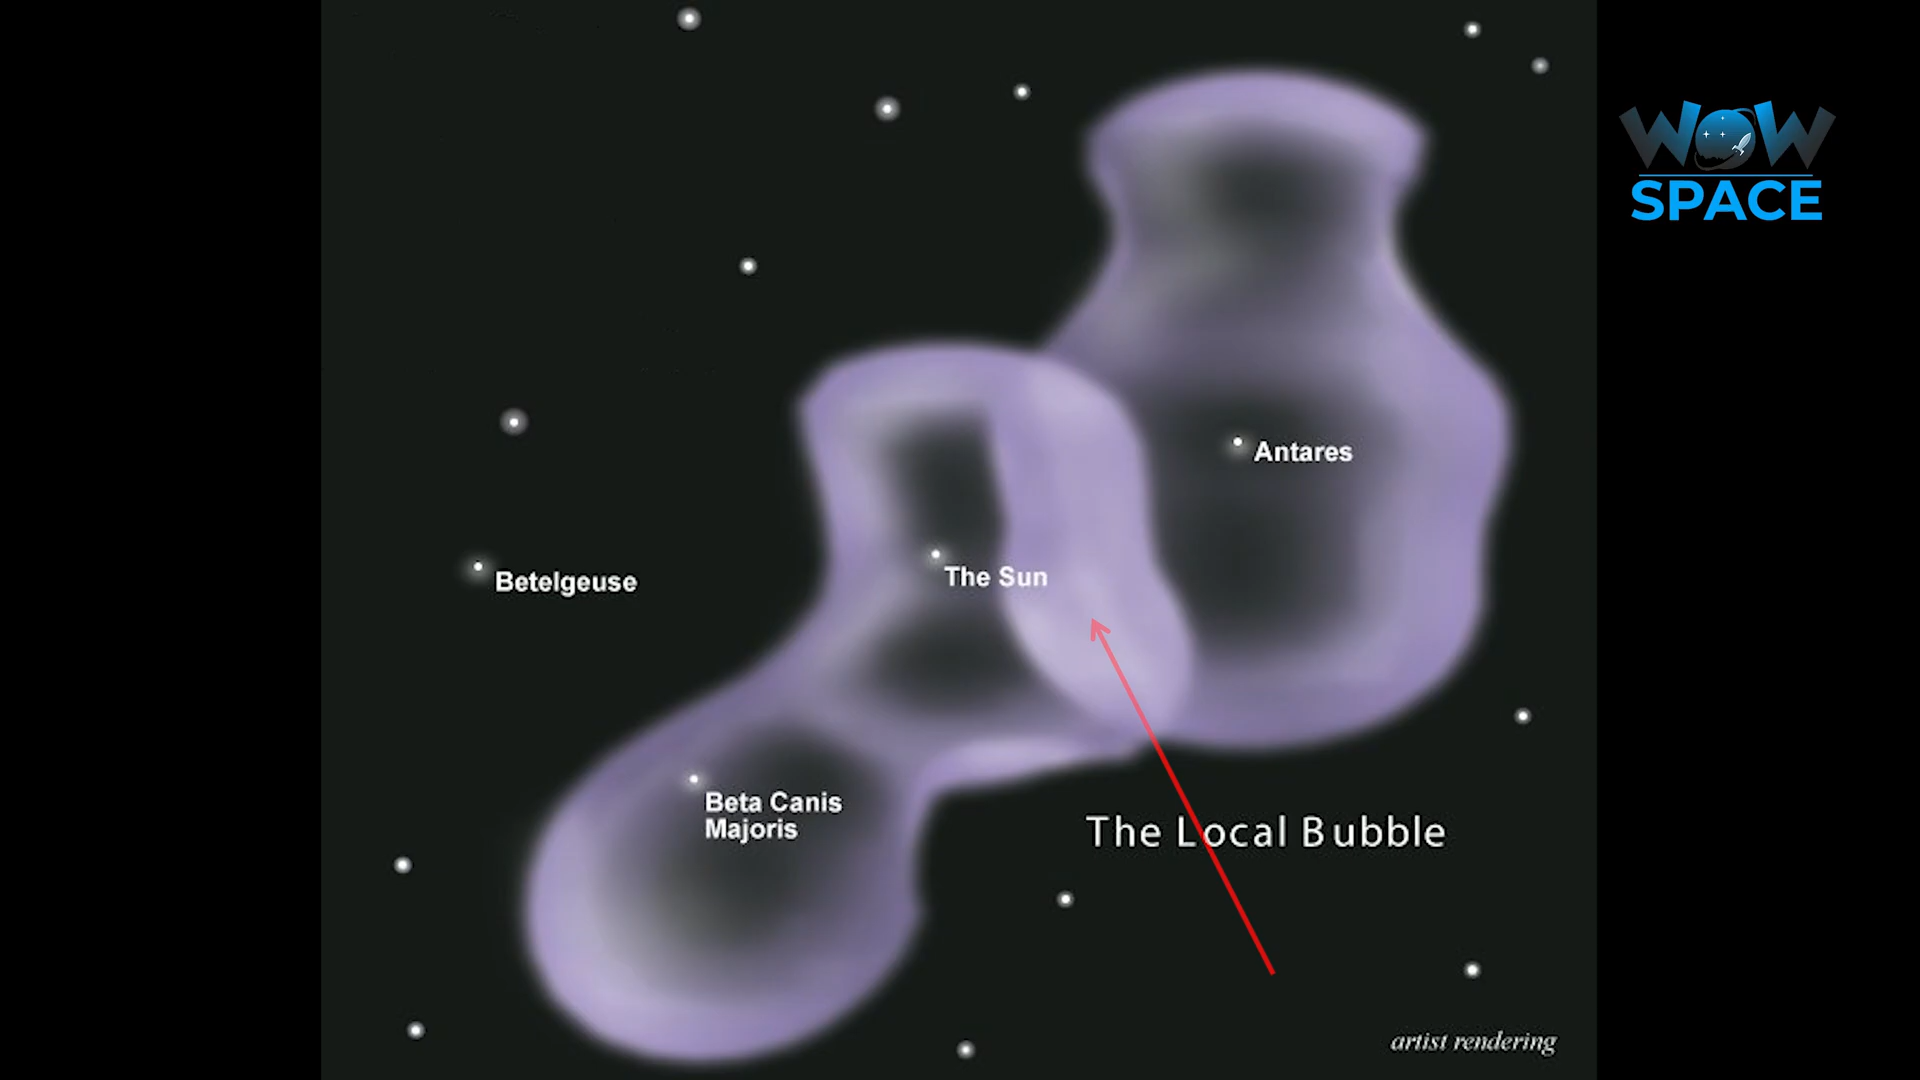 WOW
SPACE
Antares
The Sun
Betelgeuse
Beta Canis
Majoris
The Local Bubble
artist rendering